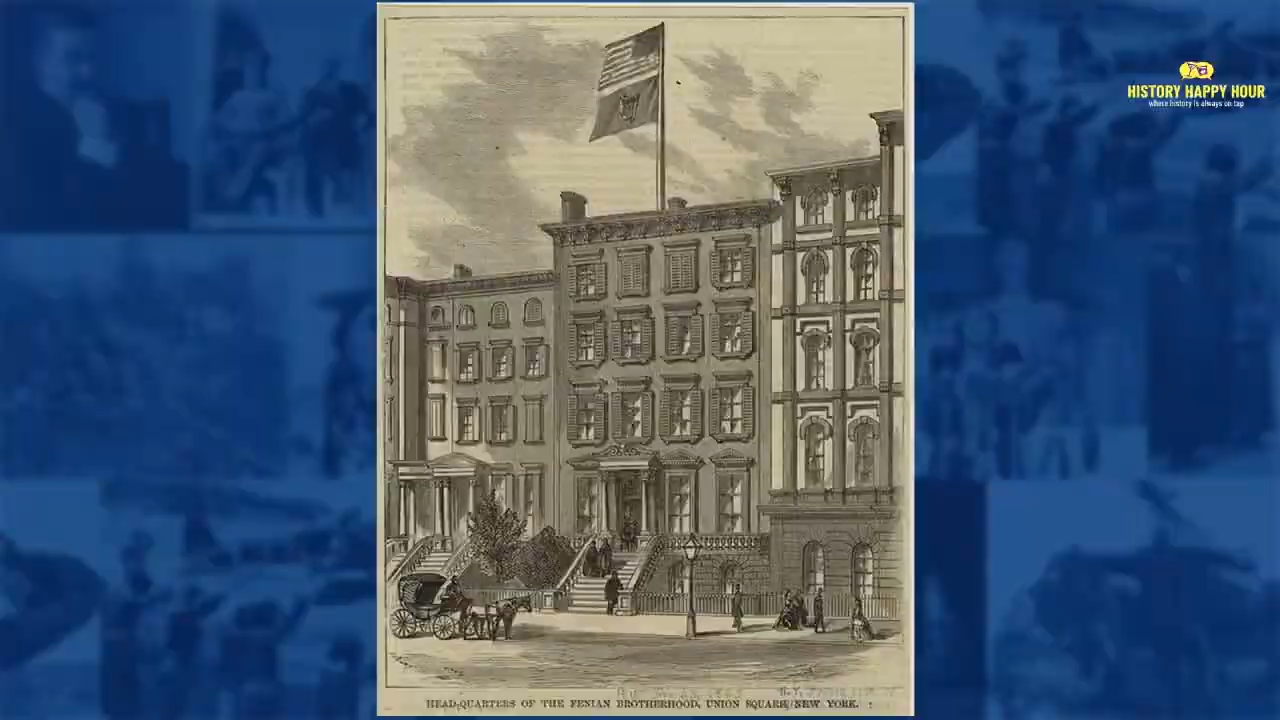 HISTORY HAPPY HOUR
where history is always on tap
HEAD-QUARTERS OF THE FENIAN BROTHERHOOD, UNION SQUARE, NEW YORK.